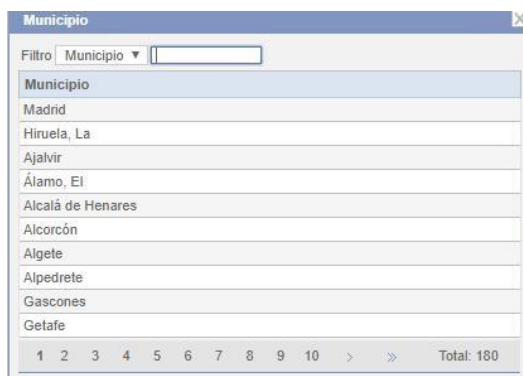 Municipio
Filtro Municipio
Municipio
Madrid
Hiruela, La
Ajalvir
Álamo, El
Alcalá de Henares
Alcorcón
Algete
Alpedrete
Gascones
Getafe
1 2 3 4 5 6 7 8 9 10 > » Total: 180